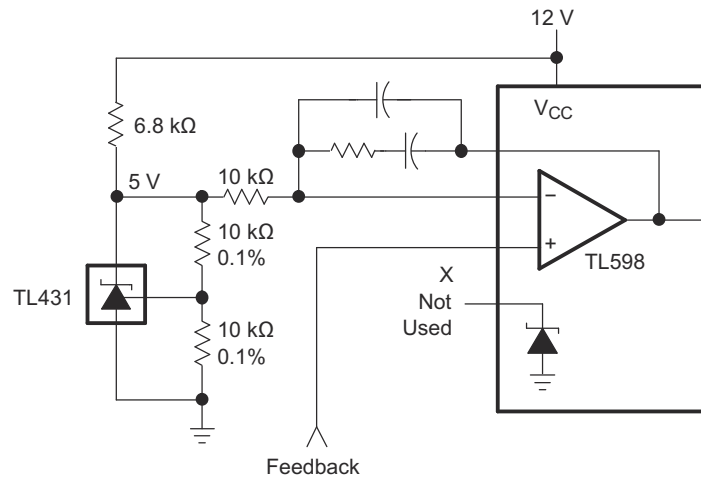 12 V
V_CC
6.8 kΩ
5 V
10 kΩ
10 kΩ
0.1%
TL431
10 kΩ
0.1%
−
+
TL598
X
Not
Used
Feedback